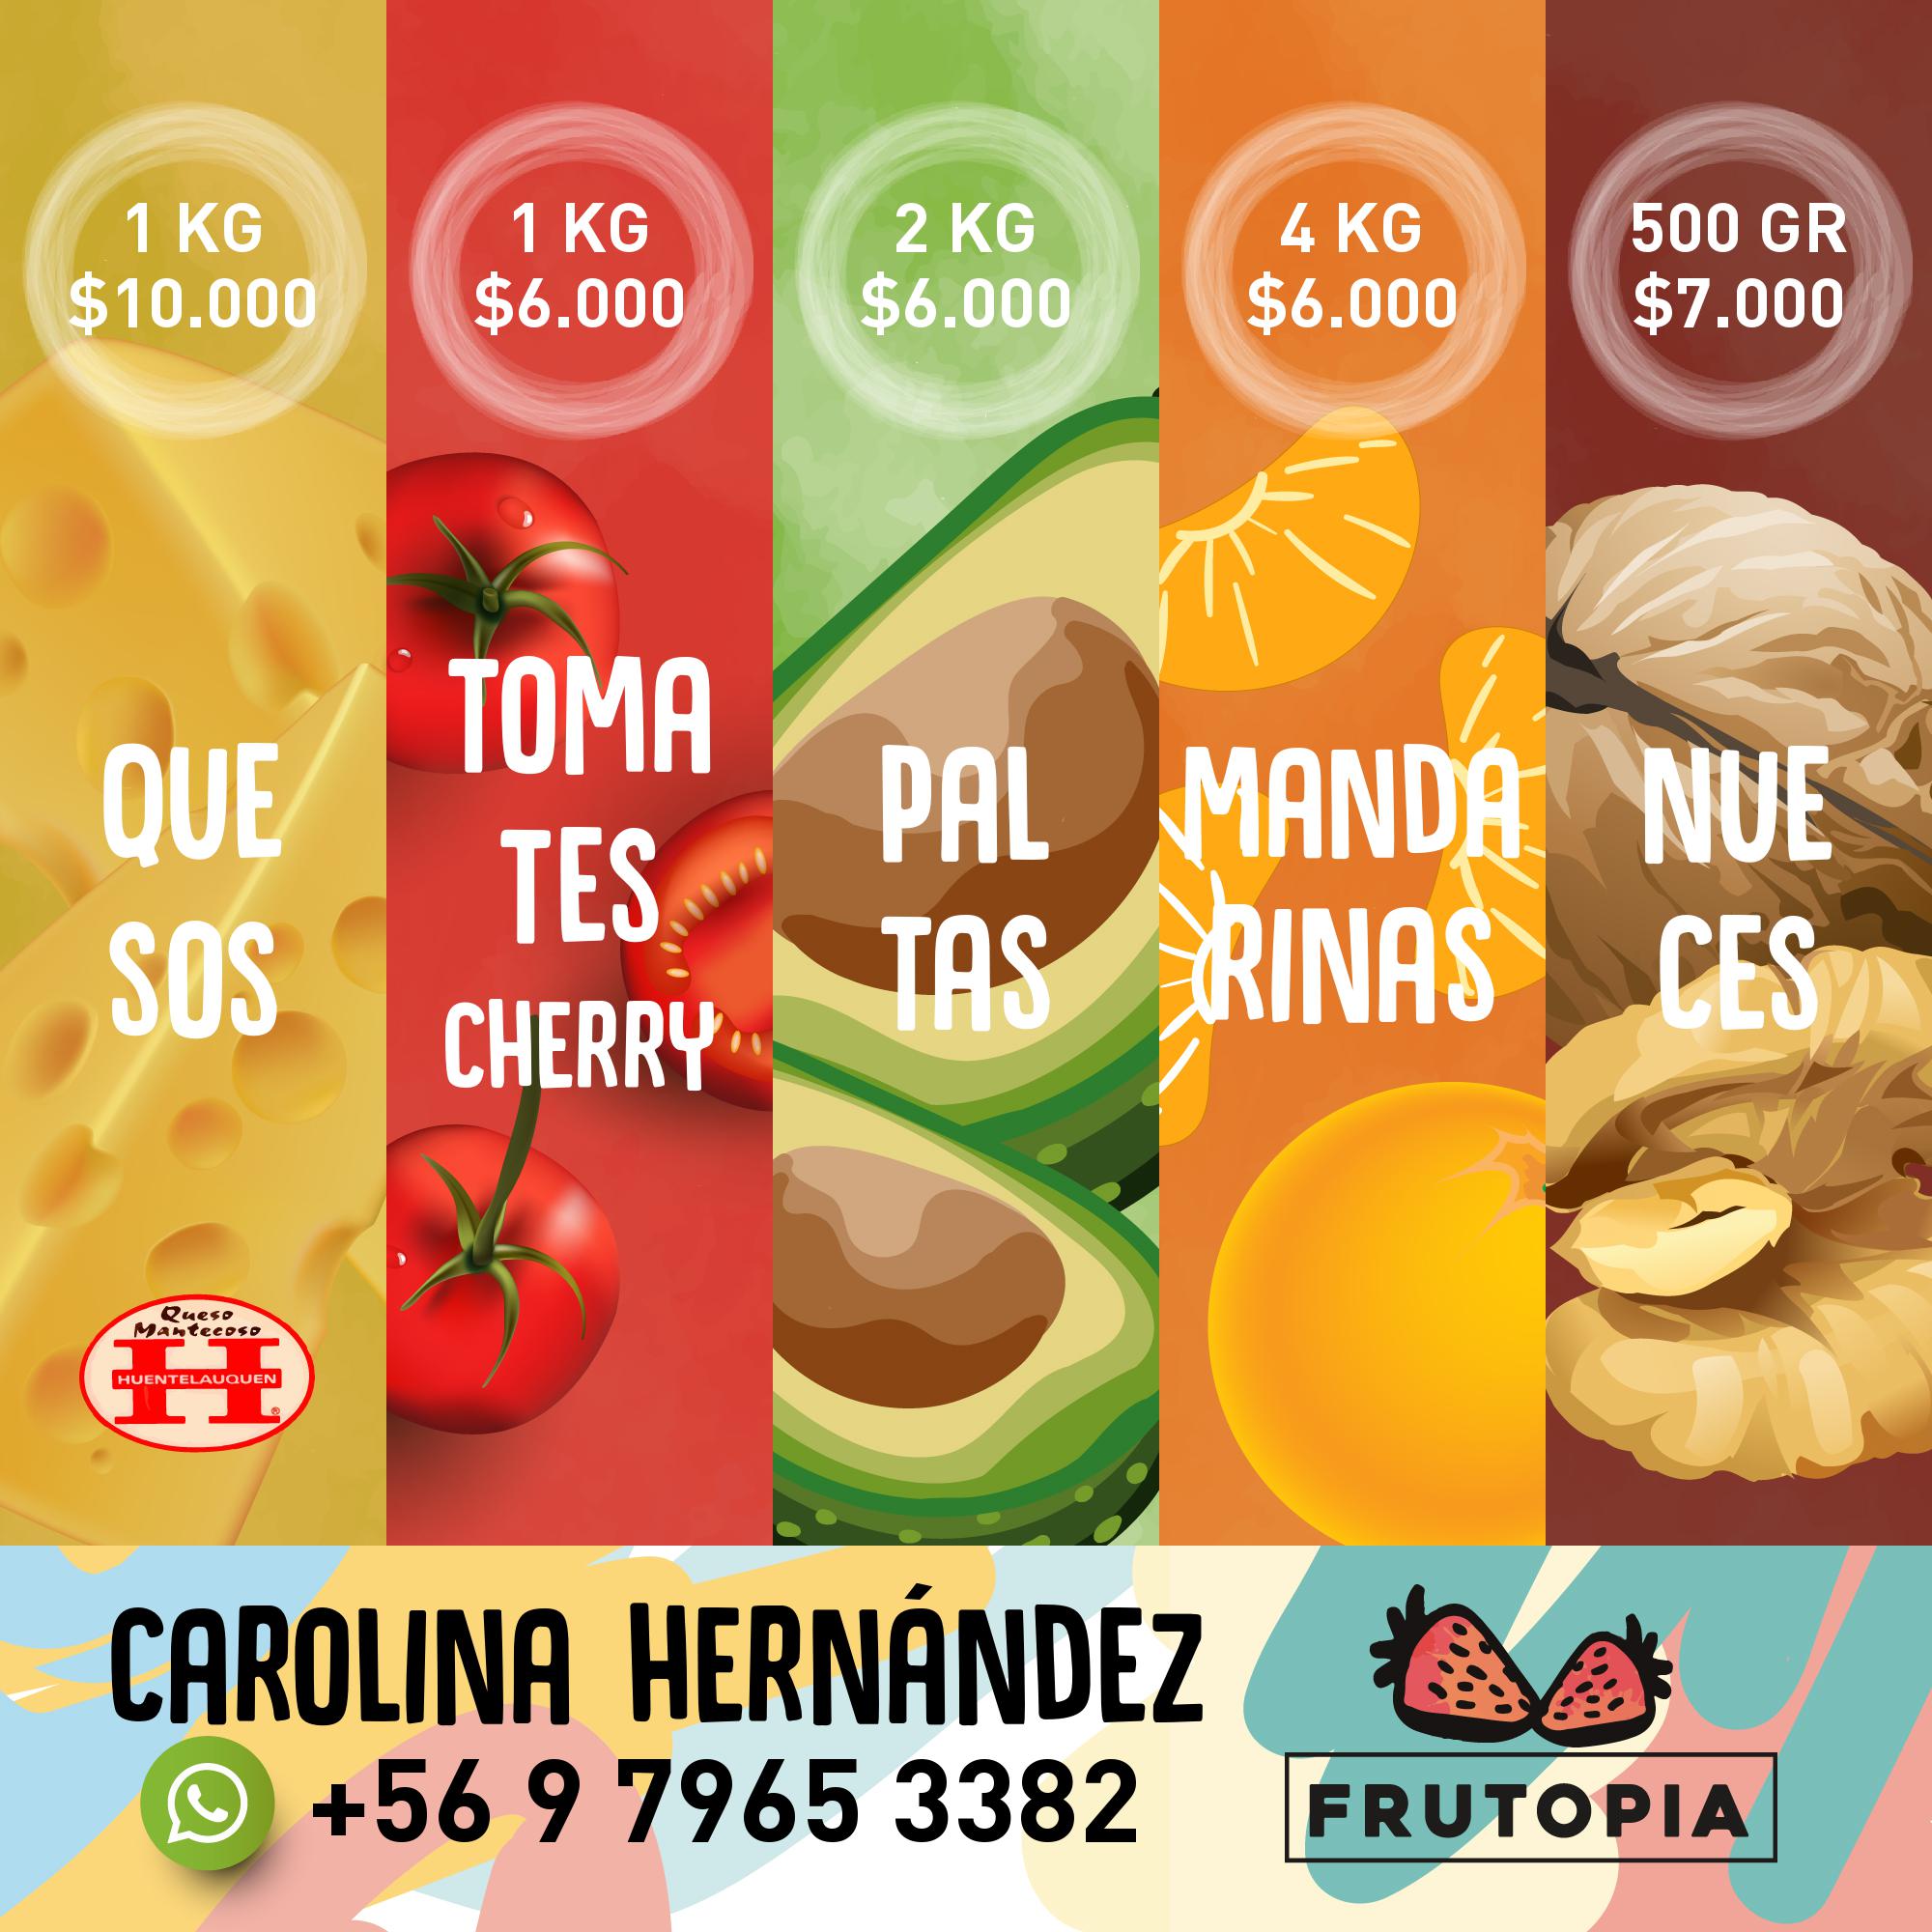 1 KG
$10.000
QUE
SOS
Queso
Mantecoso
H
HUENTELAUQUEN
®
1 KG
$6.000
TOMA
TES
CHERRY
2 KG
$6.000
PAL
TAS
4 KG
$6.000
MANDA
RINAS
500 GR
$7.000
NUE
CES
CAROLINA HERNÁNDEZ
+56 9 7965 3382
FRUTOPIA